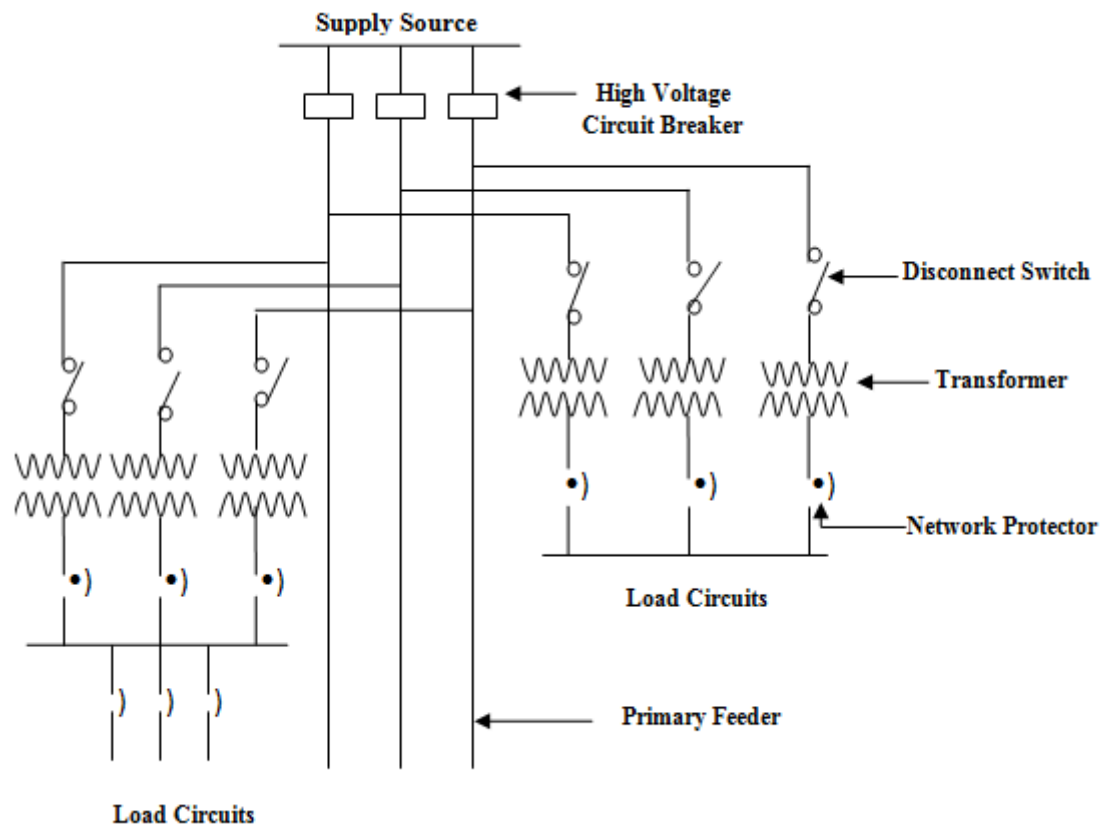 Supply Source
High Voltage
Circuit Breaker
Disconnect Switch
Transformer
Network Protector
Load Circuits
Primary Feeder
Load Circuits